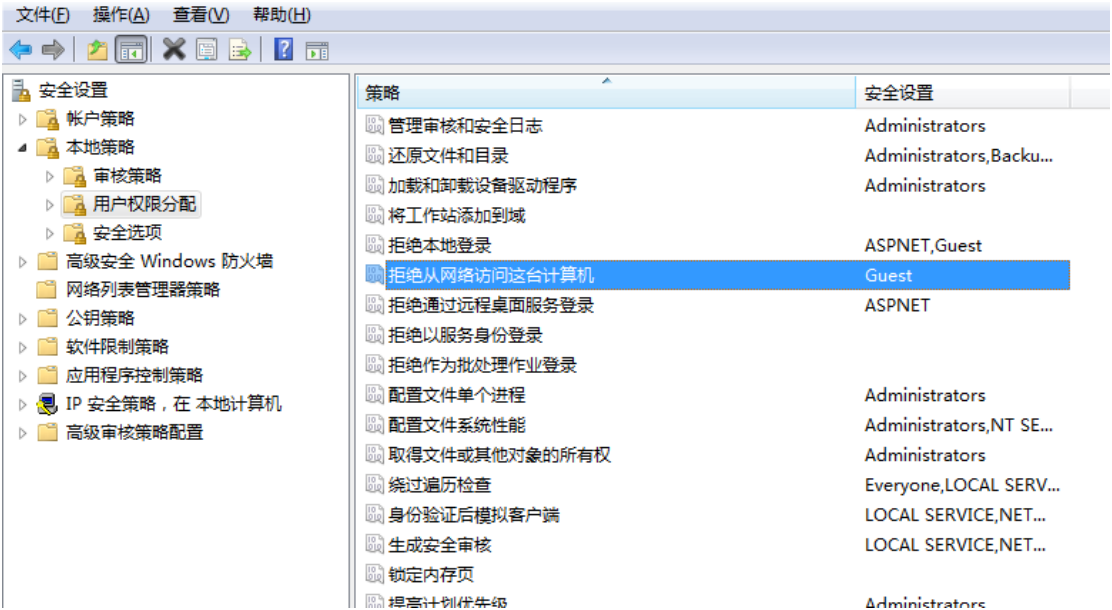 文件(F) 操作(A) 查看(V) 帮助(H)
安全设置
帐户策略
本地策略
审核策略
用户权限分配
安全选项
高级安全 Windows 防火墙
网络列表管理器策略
公钥策略
软件限制策略
应用程序控制策略
IP 安全策略，在 本地计算机
高级审核策略配置
策略 安全设置
管理审核和安全日志 Administrators
还原文件和目录 Administrators,Backu...
加载和卸载设备驱动程序 Administrators
将工作站添加到域
拒绝本地登录 ASPNET,Guest
拒绝从网络访问这台计算机 Guest
拒绝通过远程桌面服务登录 ASPNET
拒绝以服务身份登录
拒绝作为批处理作业登录
配置文件单个进程 Administrators
配置文件系统性能 Administrators,NT SE...
取得文件或其他对象的所有权 Administrators
绕过遍历检查 Everyone,LOCAL SERV...
身份验证后模拟客户端 LOCAL SERVICE,NET...
生成安全审核 LOCAL SERVICE,NET...
锁定内存页
提高计划优先级 Administrators